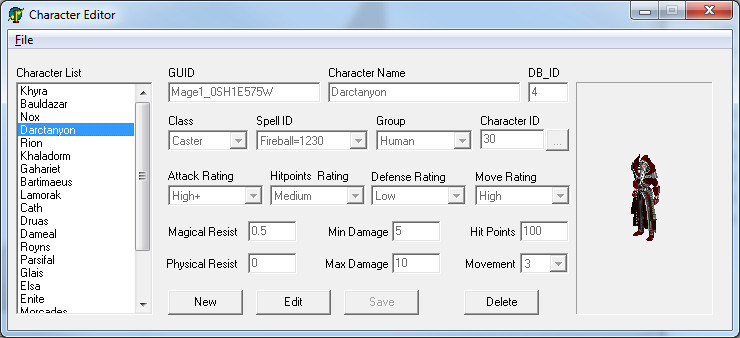 Character Editor
File
Character List
Khyra
Bauldazar
Nox
Darctanyon
Rion
Khaladorm
Gahariet
Bartimaeus
Lamorak
Cath
Druas
Dameal
Royns
Parsifal
Glais
Elsa
Enite
Morcades
GUID Character Name DB_ID
Mage1_0SH1E575W Darctanyon 4
Class Spell ID Group Character ID
Caster Fireball=1230 Human 30 ...
Attack Rating Hitpoints Rating Defense Rating Move Rating
High+ Medium Low High
Magical Resist 0.5 Min Damage 5 Hit Points 100
Physical Resist 0 Max Damage 10 Movement 3
New Edit Save Delete